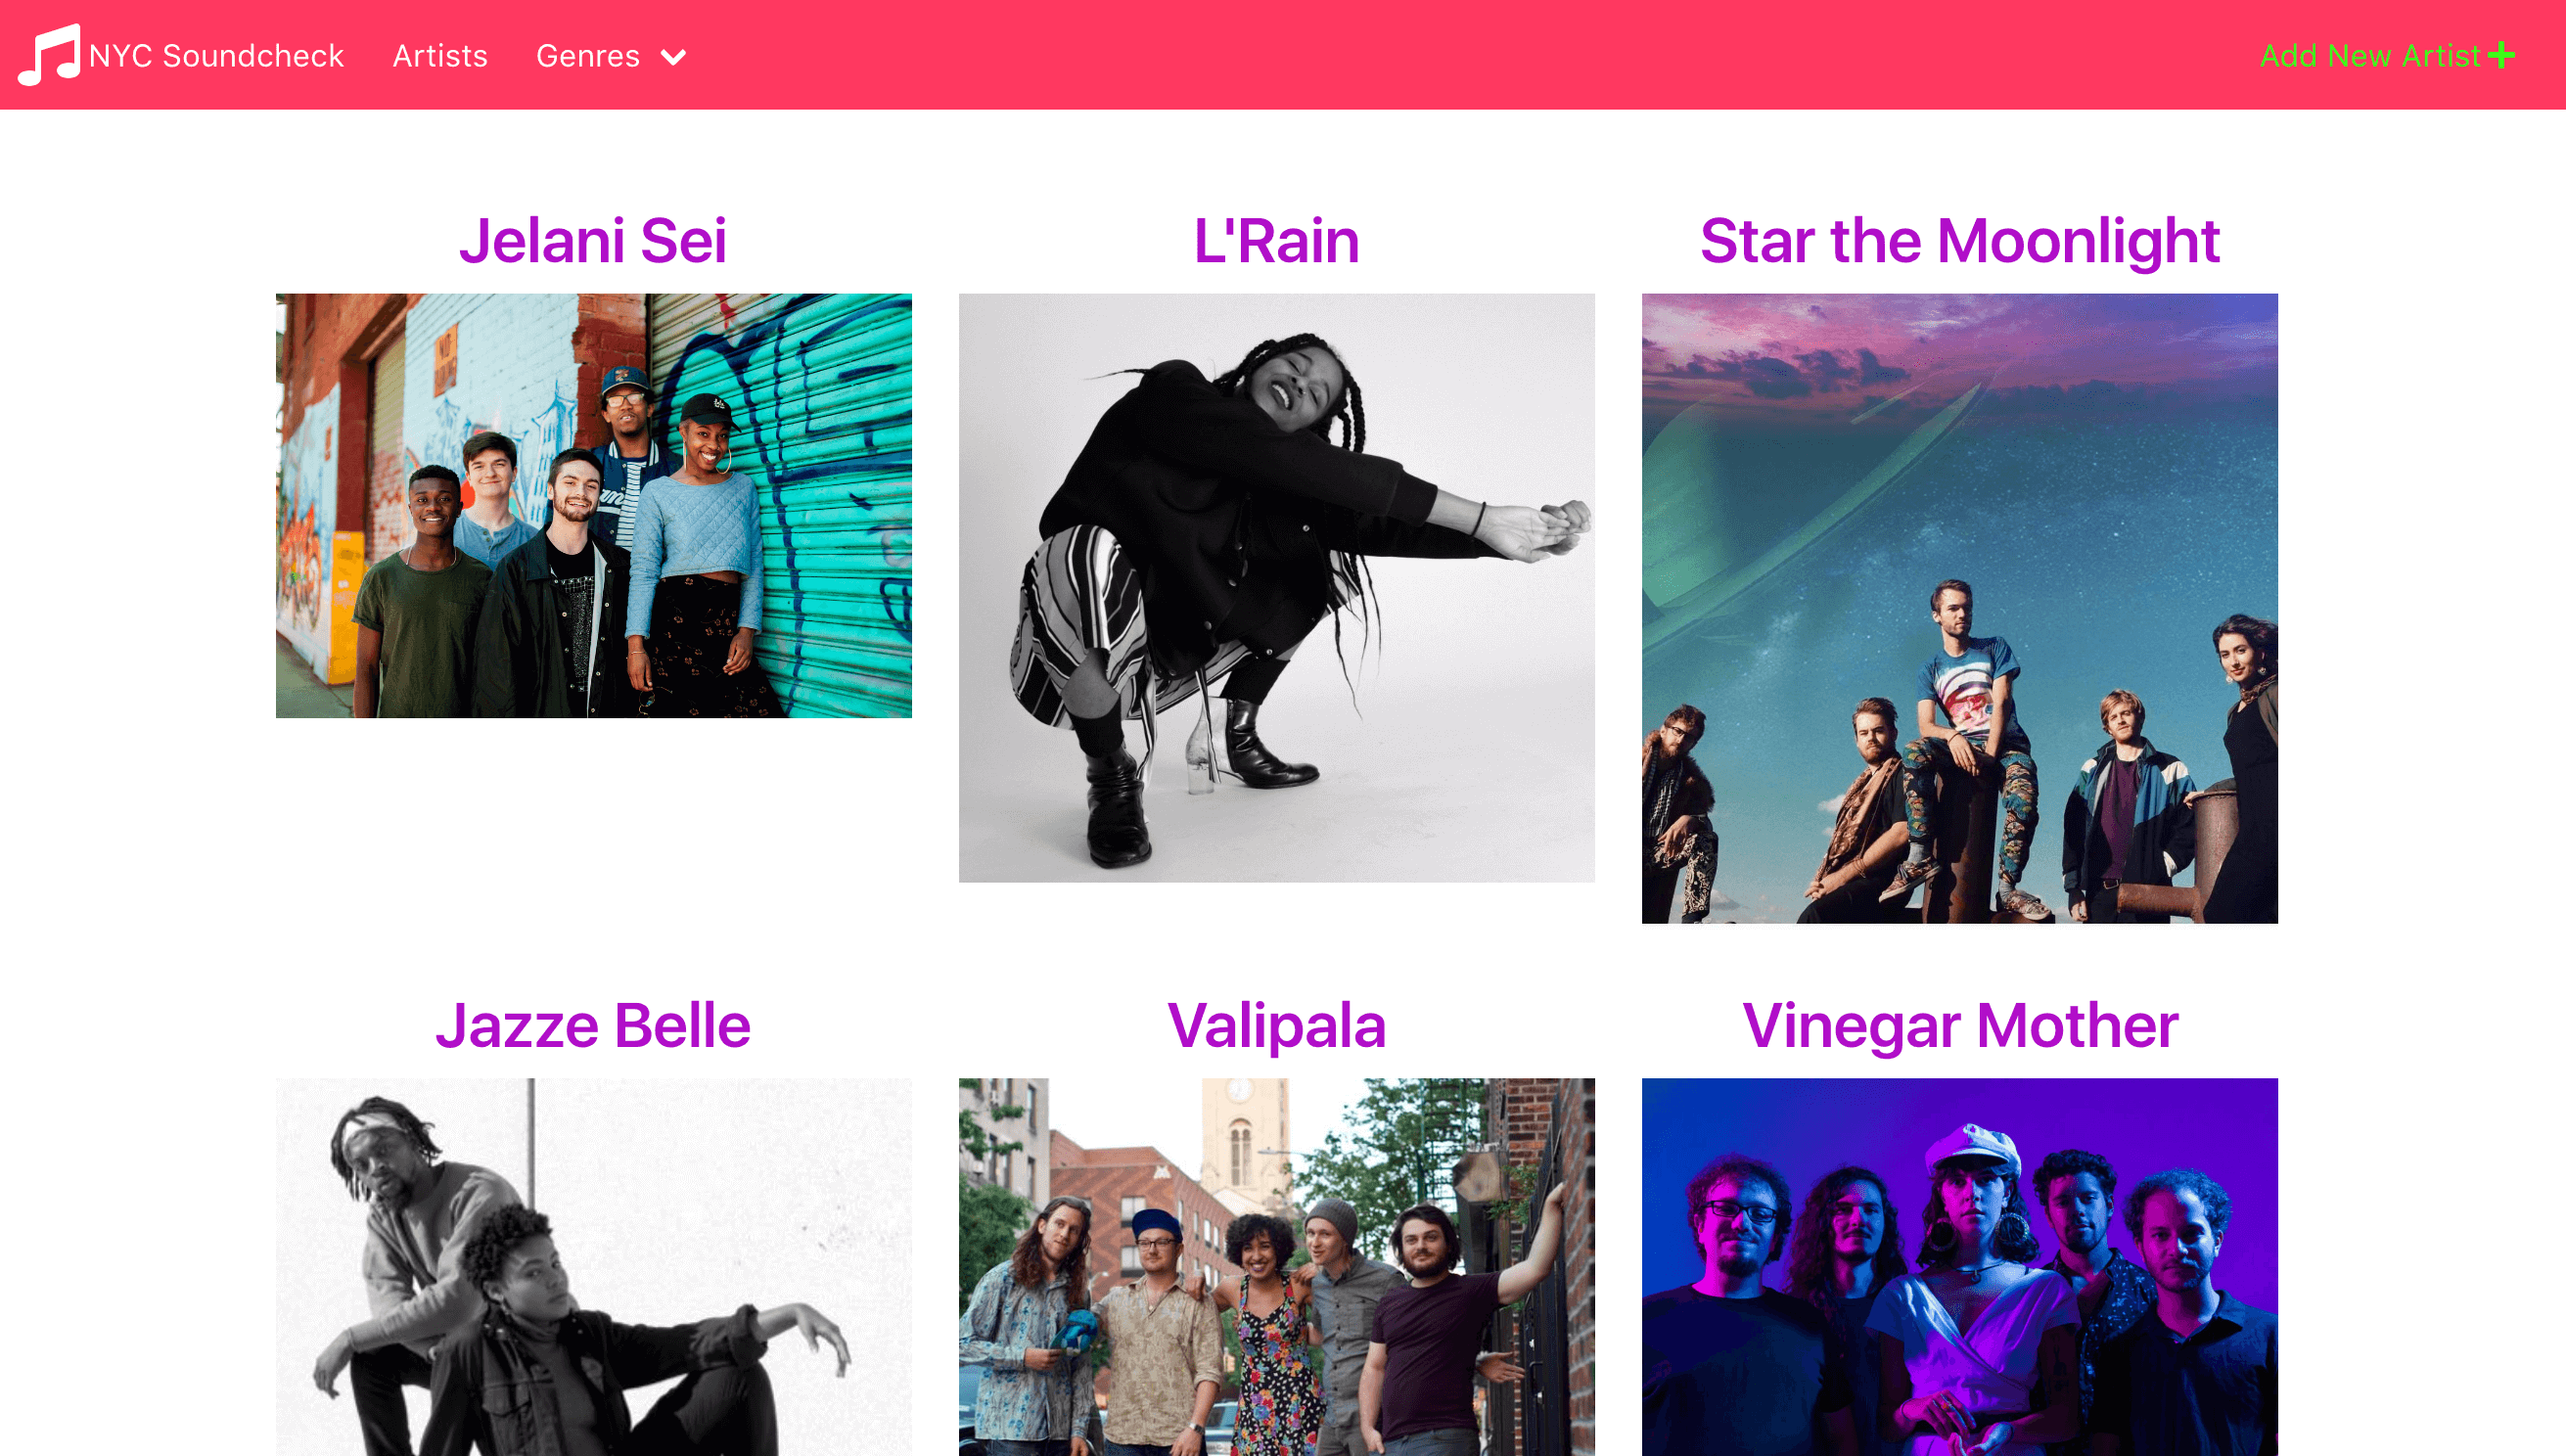 NYC Soundcheck Artists Genres Add New Artist
Jelani Sei L'Rain Star the Moonlight
Jazze Belle Valipala Vinegar Mother